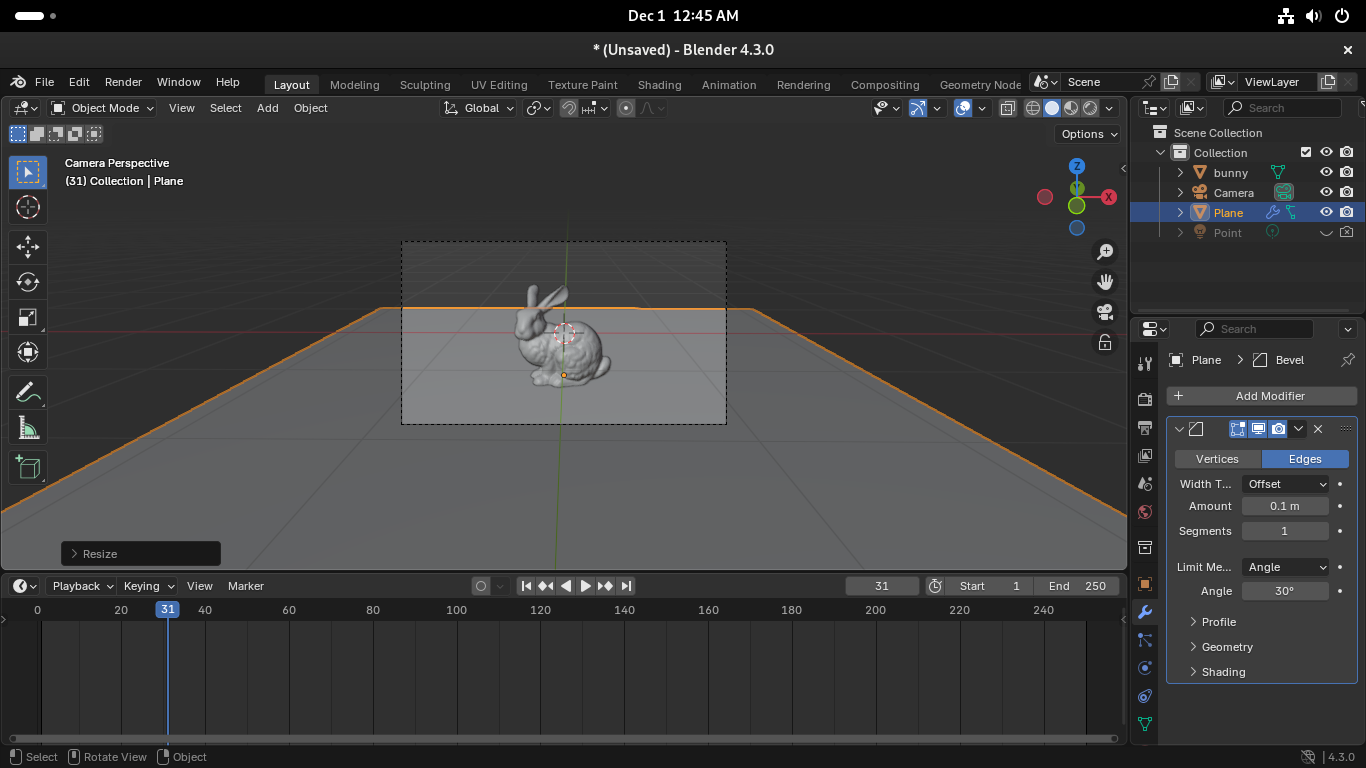 Dec 1 12:45 AM
* (Unsaved) - Blender 4.3.0
File Edit Render Window Help Layout Modeling Sculpting UV Editing Texture Paint Shading Animation Rendering Compositing Geometry Node Scene ViewLayer
Object Mode View Select Add Object Global Search
Options
Camera Perspective
(31) Collection | Plane
Z
Y
X
Resize
Scene Collection
Collection
bunny
Camera
Plane
Point
Search
Plane > Bevel
Add Modifier
Vertices Edges
Width T... Offset
Amount 0.1 m
Segments 1
Limit Me... Angle
Angle 30°
Profile
Geometry
Shading
Playback Keying View Marker 31 Start 1 End 250
0 20 31 40 60 80 100 120 140 160 180 200 220 240
Select Rotate View Object 4.3.0